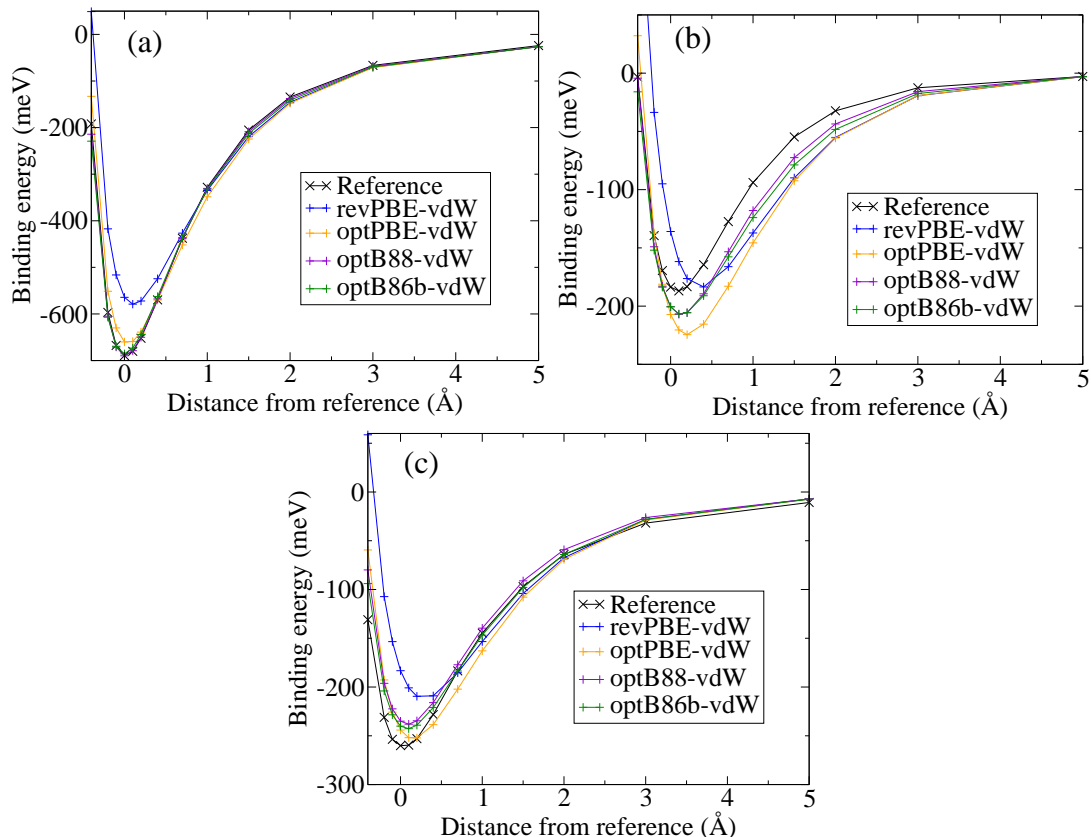 (a)
0
-200
-400
-600
Binding energy (meV)
Reference
revPBE-vdW
optPBE-vdW
optB88-vdW
optB86b-vdW
0 1 2 3 4 5
Distance from reference (Å)
(b)
0
-100
-200
Binding energy (meV)
Reference
revPBE-vdW
optPBE-vdW
optB88-vdW
optB86b-vdW
0 1 2 3 4 5
Distance from reference (Å)
(c)
0
-100
-200
-300
Binding energy (meV)
Reference
revPBE-vdW
optPBE-vdW
optB88-vdW
optB86b-vdW
0 1 2 3 4 5
Distance from reference (Å)